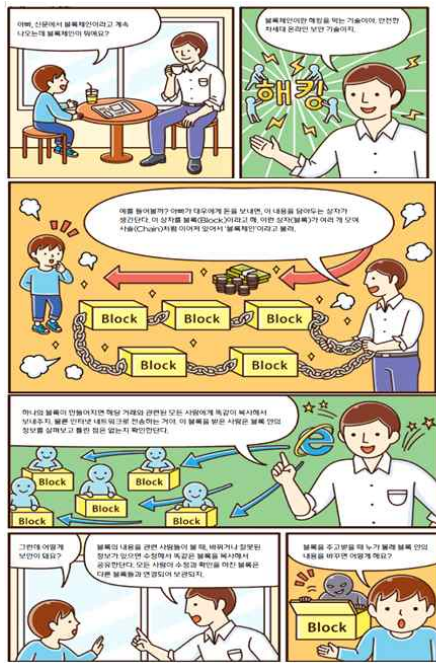 아빠, 신문에서 블록체인이라고 계속
나오는데 블록체인이 뭐에요?
블록체인이란 해킹을 막는 기술이야. 안전한
차세대 온라인 보안 기술이지.
해킹
예를 들어볼까? 아빠가 태우에게 돈을 보내면, 이 내용을 담아두는 상자가
생긴단다. 이 상자를 블록(Block)이라고 해. 이런 상자(블록)가 여러 개 모여
사슬(Chain)처럼 이어져 있어서 '블록체인'이라고 불러.
Block
Block
Block
Block
Block
하나의 블록이 만들어지면 해당 거래와 관련된 모든 사람에게 똑같이 복사해서
보내주지. 물론 인터넷 네트워크로 전송하는 거야. 이 블록을 받은 사람은 블록 안의
정보를 살펴보고 틀린 점은 없는지 확인한단다.
Block
Block
Block
Block
Block
그런데 어떻게
보안이 돼요?
블록의 내용을 관련 사람들이 볼 때, 바뀌거나 잘못된
정보가 있으면 수정해서 똑같은 블록을 복사해서
공유한단다. 모든 사람이 수정과 확인을 마친 블록은
다른 블록들과 연결되어 보관되지.
블록을 주고받을 때 누가 몰래 블록 안의
내용을 바꾸면 어떻게 해요?
Block